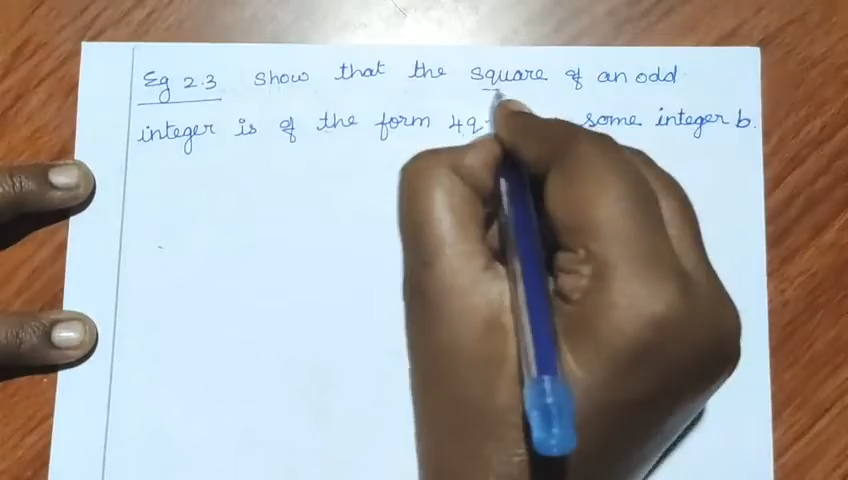 Eg 2.3 show that the square of an odd
integer is of the form 4q some integer b.